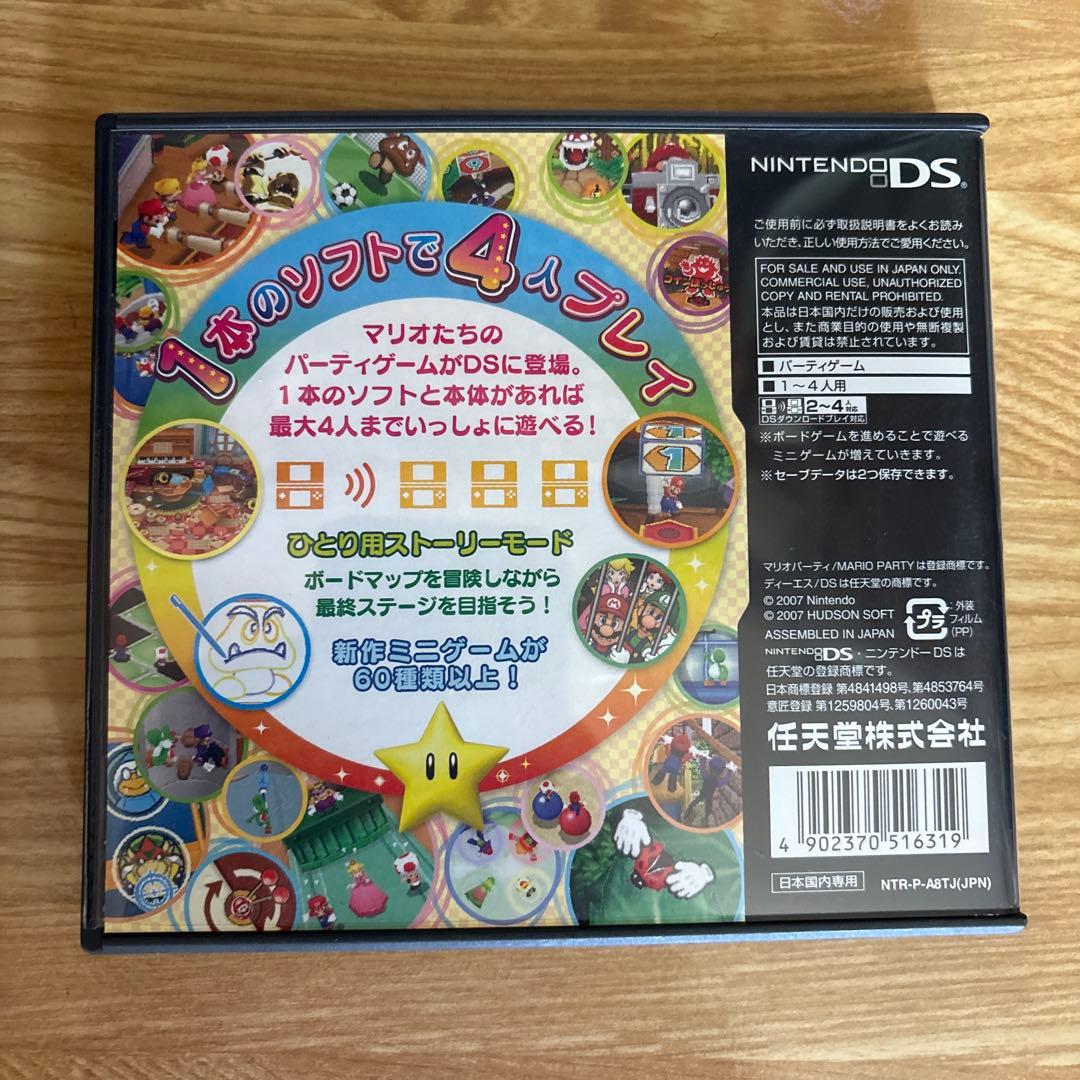 1本のソフトで4人プレイ
マリオたちの
パーティゲームがDSに登場。
1本のソフトと本体があれば
最大4人までいっしょに遊べる!
ひとり用ストーリーモード
ボードマップを冒険しながら
最終ステージを目指そう!
新作ミニゲームが
60種類以上!
1
NINTENDO DS®
ご使用前に必ず取扱説明書をよくお読み
いただき、正しい使用方法でご愛用ください。
FOR SALE AND USE IN JAPAN ONLY.
COMMERCIAL USE, UNAUTHORIZED
COPY AND RENTAL PROHIBITED.
本品は日本国内だけの販売および使用
とし、また商業目的の使用や無断複製
および賃貸は禁止されています。
■パーティゲーム
■1〜4人用
2〜4人対応
DSダウンロードプレイ対応
※ボードゲームを進めることで遊べる
ミニゲームが増えていきます。
※セーブデータは2つ保存できます。
マリオパーティ/MARIO PARTYは登録商標です。
ディーエス/DSは任天堂の商標です。
© 2007 Nintendo
© 2007 HUDSON SOFT
ASSEMBLED IN JAPAN
プラ
外装
フィルム
(PP)
NINTENDO DS・ニンテンドーDSは
任天堂の登録商標です。
日本商標登録 第4841498号、第4853764号
意匠登録 第1259804号、第1260043号
任天堂株式会社
4 902370 516319
日本国内専用
NTR-P-A8TJ(JPN)